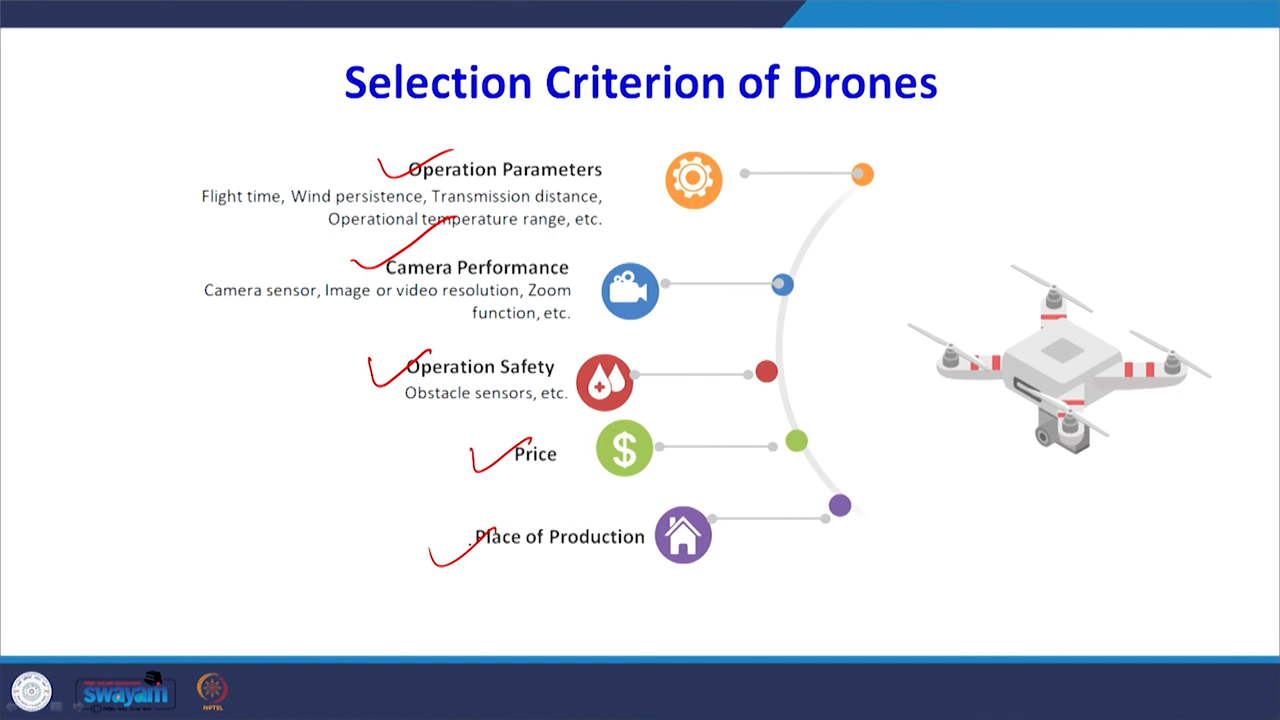 Selection Criterion of Drones
Operation Parameters
Flight time, Wind persistence, Transmission distance,
Operational temperature range, etc.
Camera Performance
Camera sensor, Image or video resolution, Zoom
function, etc.
Operation Safety
Obstacle sensors, etc.
$
Price
Place of Production
swayam
NPTEL